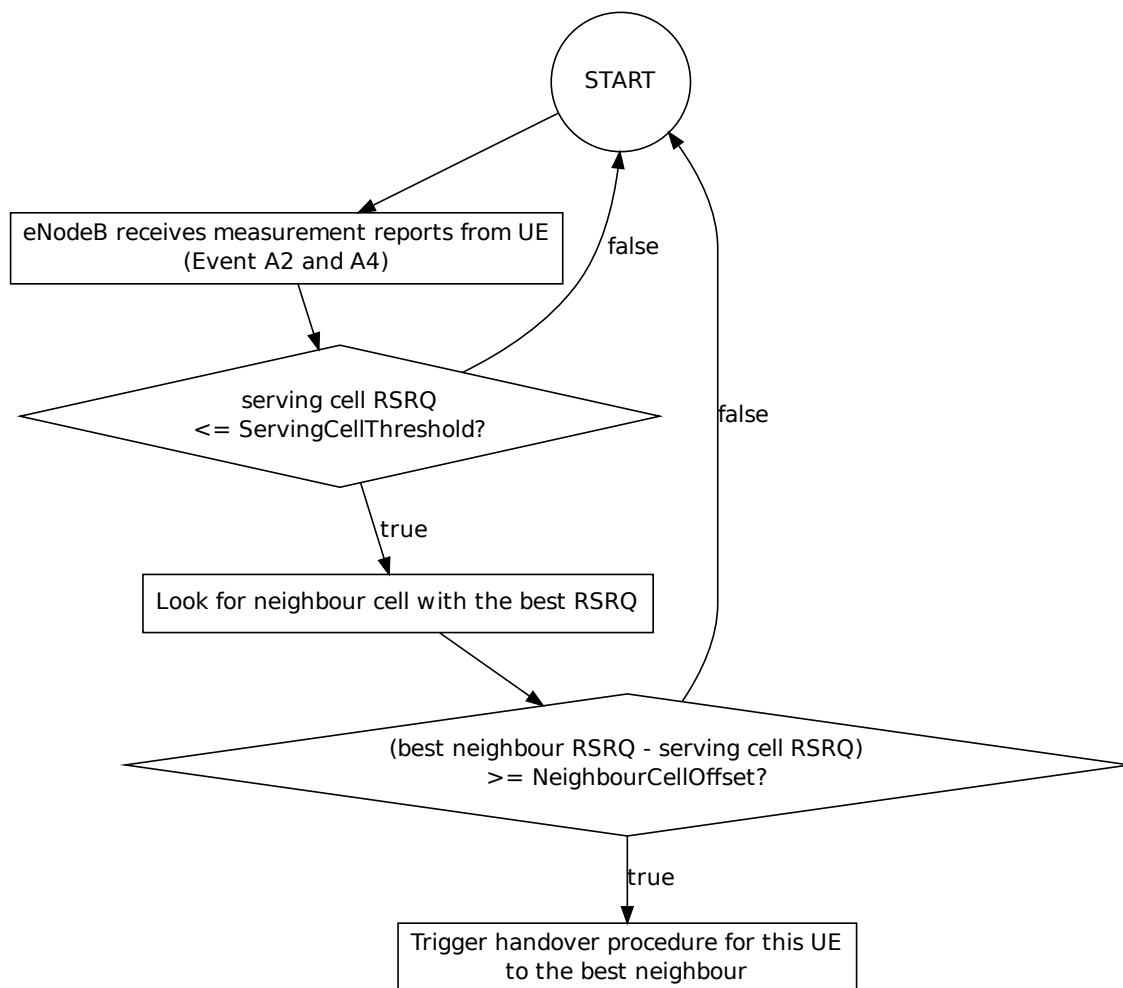 START
eNodeB receives measurement reports from UE
(Event A2 and A4)
false
serving cell RSRQ
<= ServingCellThreshold?
false
true
Look for neighbour cell with the best RSRQ
(best neighbour RSRQ - serving cell RSRQ)
>= NeighbourCellOffset?
true
Trigger handover procedure for this UE
to the best neighbour